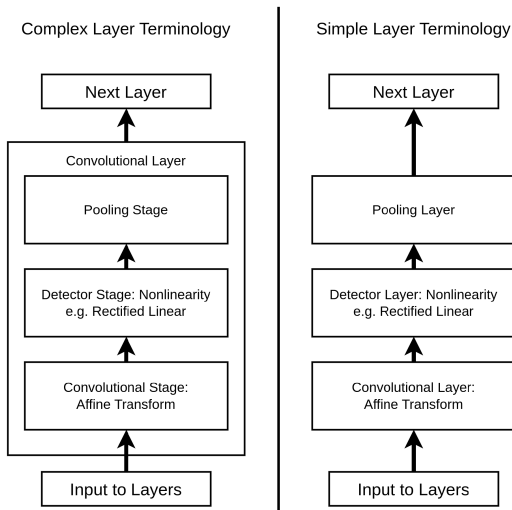 Complex Layer Terminology
Next Layer
Convolutional Layer
Pooling Stage
Detector Stage: Nonlinearity
e.g. Rectified Linear
Convolutional Stage:
Affine Transform
Input to Layers
Simple Layer Terminology
Next Layer
Pooling Layer
Detector Layer: Nonlinearity
e.g. Rectified Linear
Convolutional Layer:
Affine Transform
Input to Layers